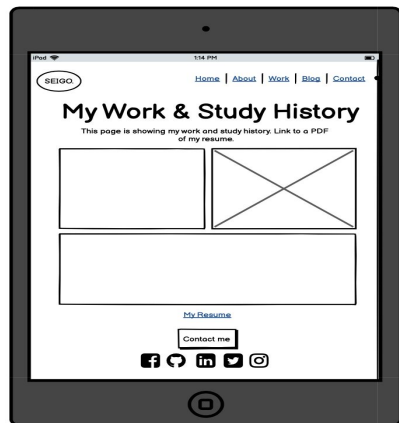 iPad 1:14 PM
SEIGO.
Home | About | Work | Blog | Contact
My Work & Study History
This page is showing my work and study history. Link to a PDF
of my resume.
My Resume
Contact me